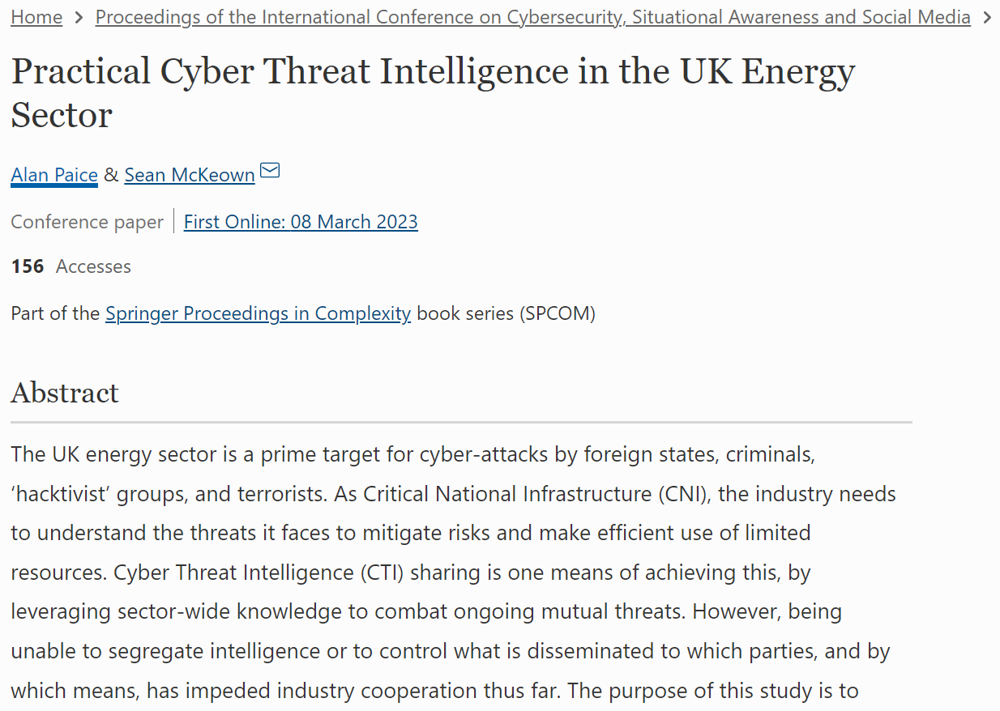 Home > Proceedings of the International Conference on Cybersecurity, Situational Awareness and Social Media >
Practical Cyber Threat Intelligence in the UK Energy
Sector
Alan Paice & Sean McKeown
Conference paper | First Online: 08 March 2023
156 Accesses
Part of the Springer Proceedings in Complexity book series (SPCOM)
Abstract
The UK energy sector is a prime target for cyber-attacks by foreign states, criminals,
‘hacktivist’ groups, and terrorists. As Critical National Infrastructure (CNI), the industry needs
to understand the threats it faces to mitigate risks and make efficient use of limited
resources. Cyber Threat Intelligence (CTI) sharing is one means of achieving this, by
leveraging sector-wide knowledge to combat ongoing mutual threats. However, being
unable to segregate intelligence or to control what is disseminated to which parties, and by
which means, has impeded industry cooperation thus far. The purpose of this study is to